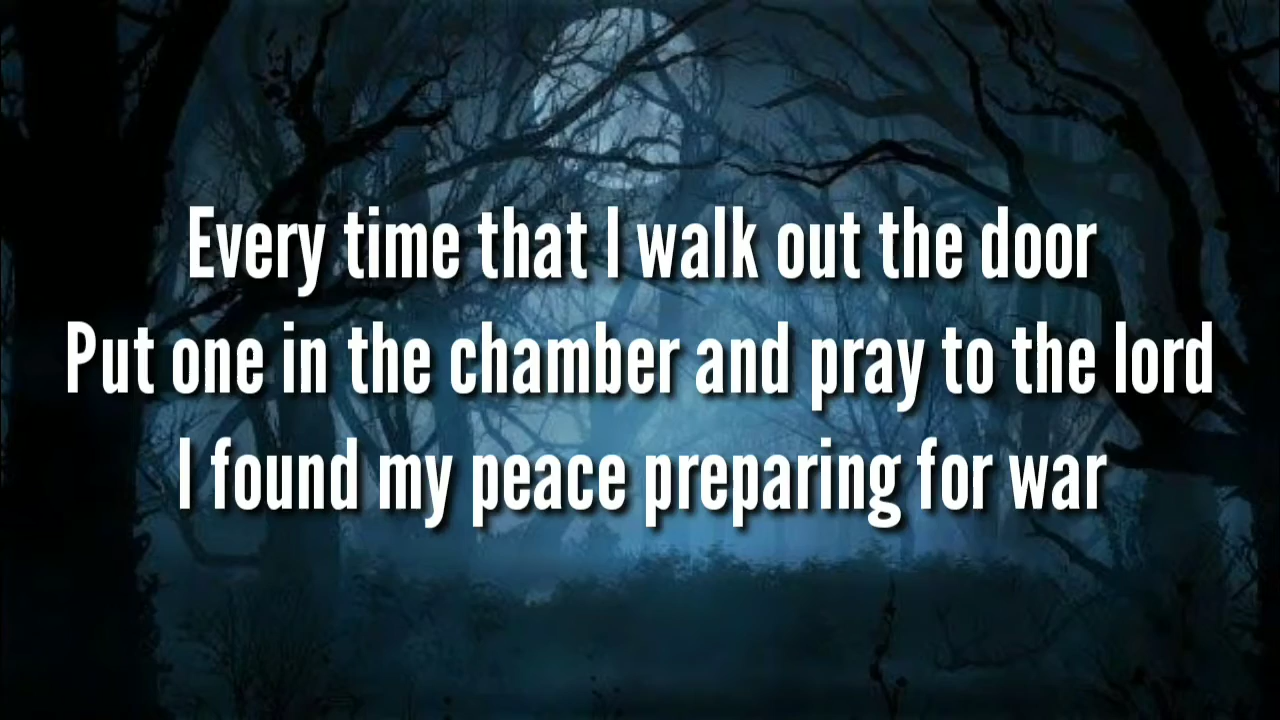 Every time that I walk out the door
Put one in the chamber and pray to the lord
I found my peace preparing for war